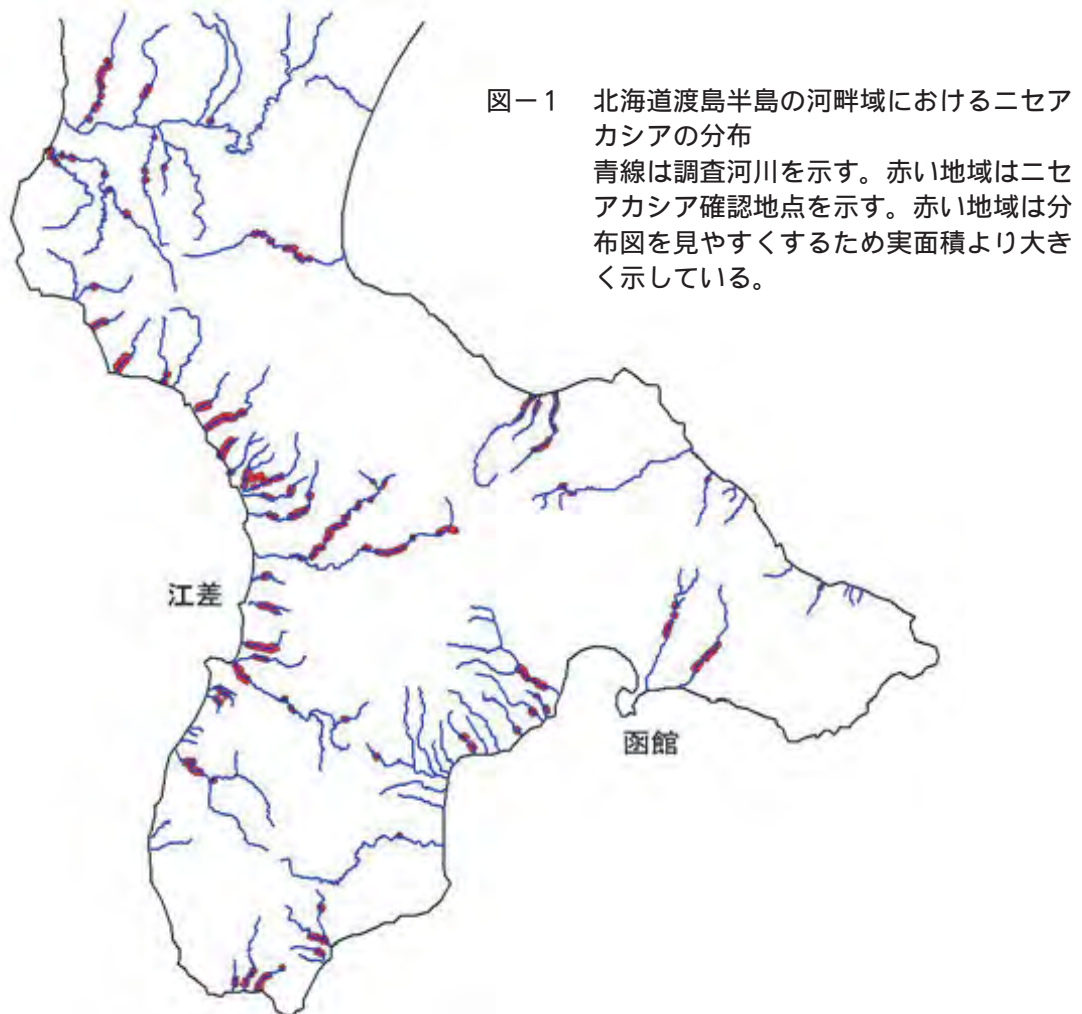 図－1 北海道渡島半島の河畔域におけるニセア
カシアの分布
青線は調査河川を示す。赤い地域はニセ
アカシア確認地点を示す。赤い地域は分
布図を見やすくするため実面積より大き
く示している。
江差
函館